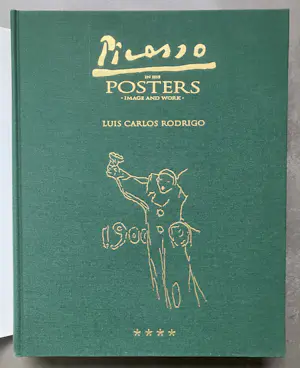 Picasso
IN HIS
POSTERS
· IMAGE AND WORK ·
LUIS CARLOS RODRIGO
1900
****